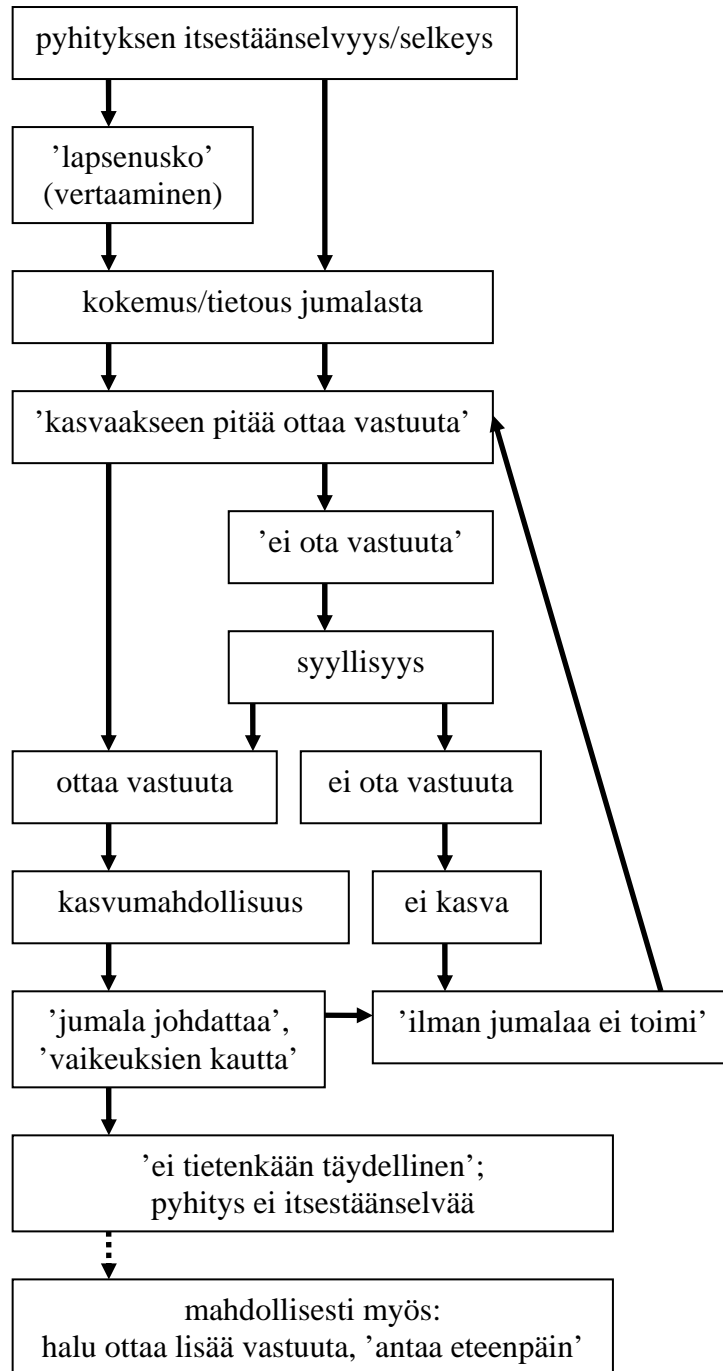 pyhityksen itsestäänselvyys/selkeys
’lapsenusko’
(vertaaminen)
kokemus/tietous jumalasta
’kasvaakseen pitää ottaa vastuuta’
’ei ota vastuuta’
syyllisyys
ottaa vastuuta
ei ota vastuuta
kasvumahdollisuus
ei kasva
’jumala johdattaa’,
’vaikeuksien kautta’
’ilman jumalaa ei toimi’
’ei tietenkään täydellinen’;
pyhitys ei itsestäänselvää
mahdollisesti myös:
halu ottaa lisää vastuuta, ’antaa eteenpäin’